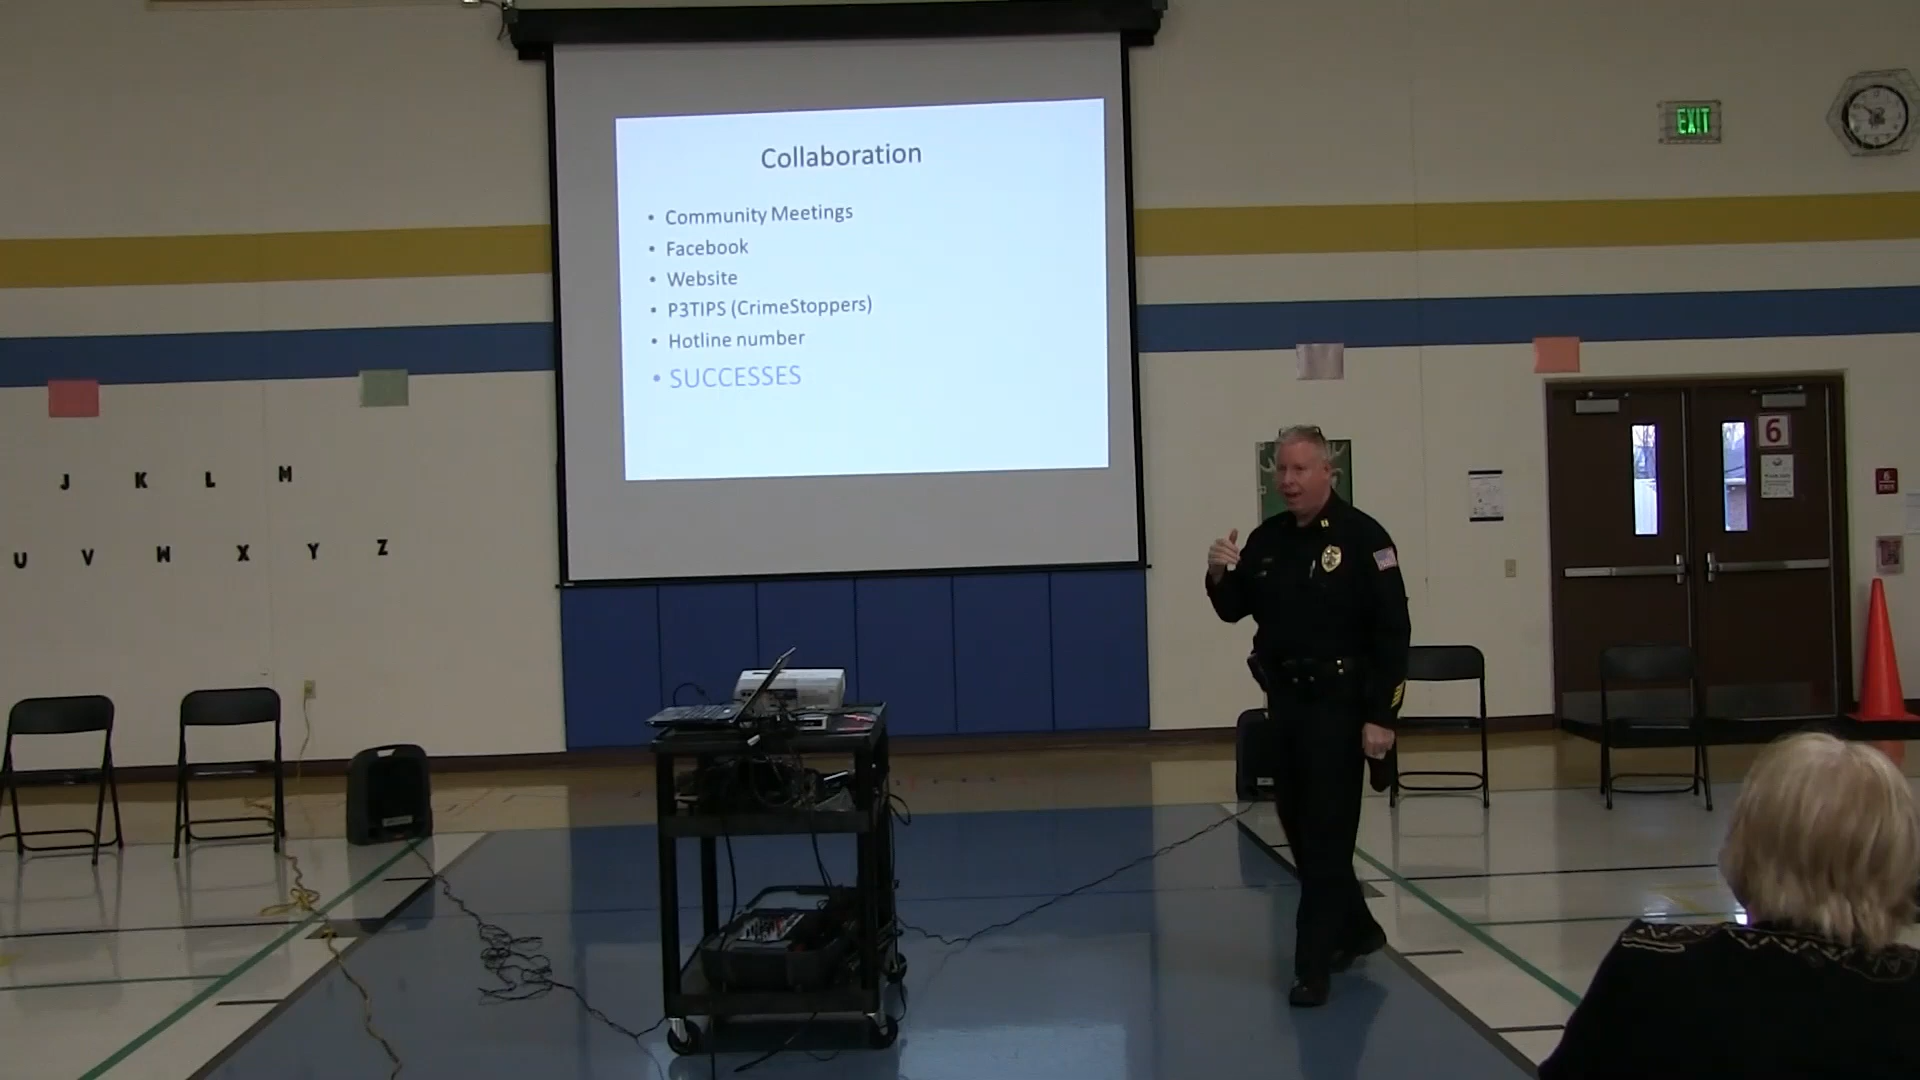 Collaboration
• Community Meetings
• Facebook
• Website
• P3TIPS (CrimeStoppers)
• Hotline number
• SUCCESSES
EXIT
6
J K L M
U V W X Y Z